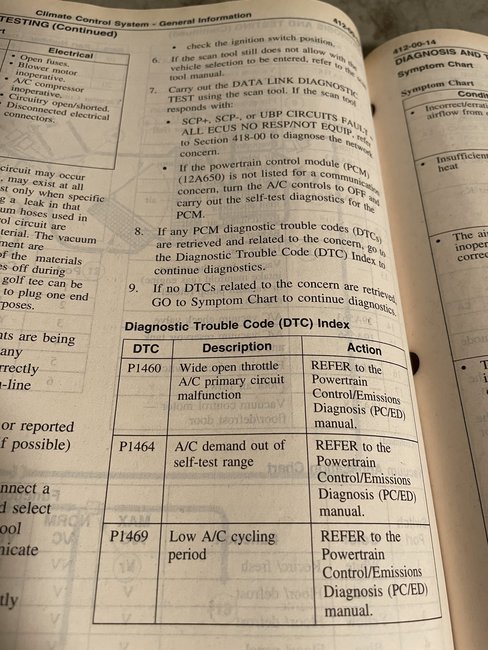 Climate Control System - General Information
412-00-
TESTING (Continued)
Electrical
• Open fuses.
• Blower motor
inoperative.
• A/C compressor
inoperative.
• Circuitry open/shorted.
• Disconnected electrical
connectors.
circuit may occur
may exist at all
st only when specific
g a leak in that
um hoses used in
rol circuit are
terial. The vacuum
ment are
of the materials
es off during
golf tee can be
to plug one end
rposes.
nts are being
any
rrectly
n-line
or reported
if possible)
nnect a
d select
ool
nicate
tly
• check the ignition switch position.
6. If the scan tool still does not allow the
vehicle selection to be entered, refer to the scan
tool manual.
7. Carry out the DATA LINK DIAGNOSTIC
TEST using the scan tool. If the scan tool
responds with:
• SCP+, SCP-, or UBP CIRCUITS FAULT,
ALL ECUS NO RESP/NOT EQUIP, refer
to Section 418-00 to diagnose the network
concern.
• If the powertrain control module (PCM)
(12A650) is not listed for a communication
concern, turn the A/C controls to OFF and
carry out the self-test diagnostics for the
PCM.
8. If any PCM diagnostic trouble codes (DTCs)
are retrieved and related to the concern, go to
the Diagnostic Trouble Code (DTC) Index to
continue diagnostics.
9. If no DTCs related to the concern are retrieved,
GO to Symptom Chart to continue diagnostics.
Diagnostic Trouble Code (DTC) Index
DTC Description Action
P1460 Wide open throttle REFER to the
A/C primary circuit Powertrain
malfunction Control/Emissions
Diagnosis (PC/ED)
manual.
P1464 A/C demand out of REFER to the
self-test range Powertrain
Control/Emissions
Diagnosis (PC/ED)
manual.
P1469 Low A/C cycling REFER to the
period Powertrain
Control/Emissions
Diagnosis (PC/ED)
manual.
412-00-14
DIAGNOSIS AND T
Symptom Chart
Symptom Chart
Condit
• Incorrect/errati
airflow from
• Insufficient
heat
• The air
inoper
correc
• T